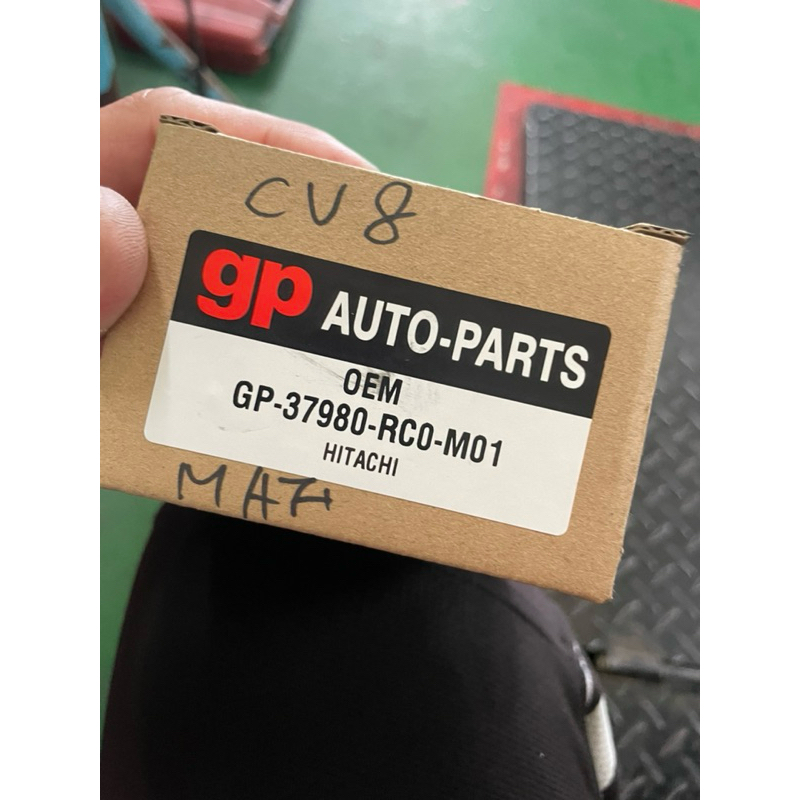 CV8
gp AUTO-PARTS
OEM
GP-37980-RC0-M01
HITACHI
MAF